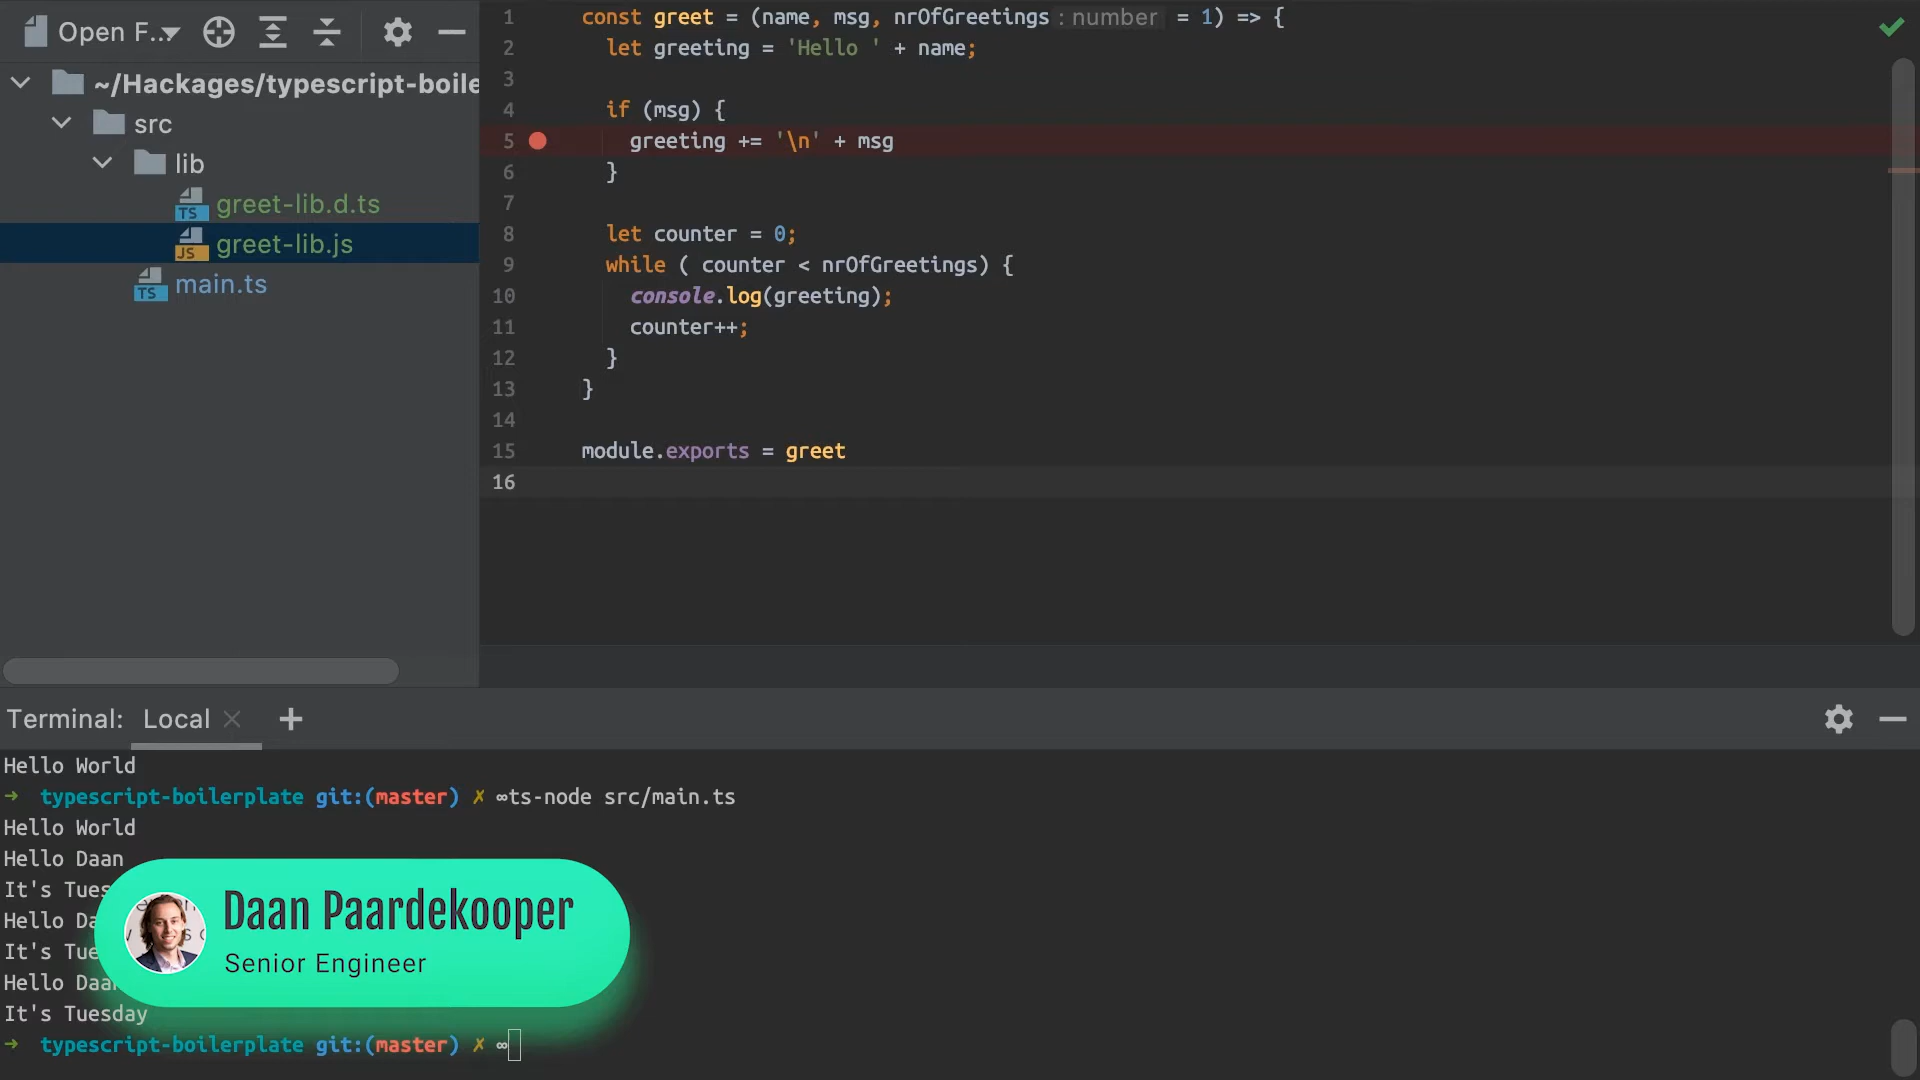 Open F...
~/Hackages/typescript-boile
src
lib
TS greet-lib.d.ts
JS greet-lib.js
TS main.ts
1 const greet = (name, msg, nrOfGreetings : number = 1) => {
2 let greeting = 'Hello ' + name;
3
4 if (msg) {
5 greeting += '\n' + msg
6 }
7
8 let counter = 0;
9 while ( counter < nrOfGreetings) {
10 console.log(greeting);
11 counter++;
12 }
13 }
14
15 module.exports = greet
16
Terminal: Local
Hello World
→ typescript-boilerplate git:(master) ✗ ∞ts-node src/main.ts
Hello World
Hello Daan
It's Tues
Hello Da
It's Tue
Hello Daa
It's Tuesday
→ typescript-boilerplate git:(master) ✗ ∞
Daan Paardekooper
Senior Engineer